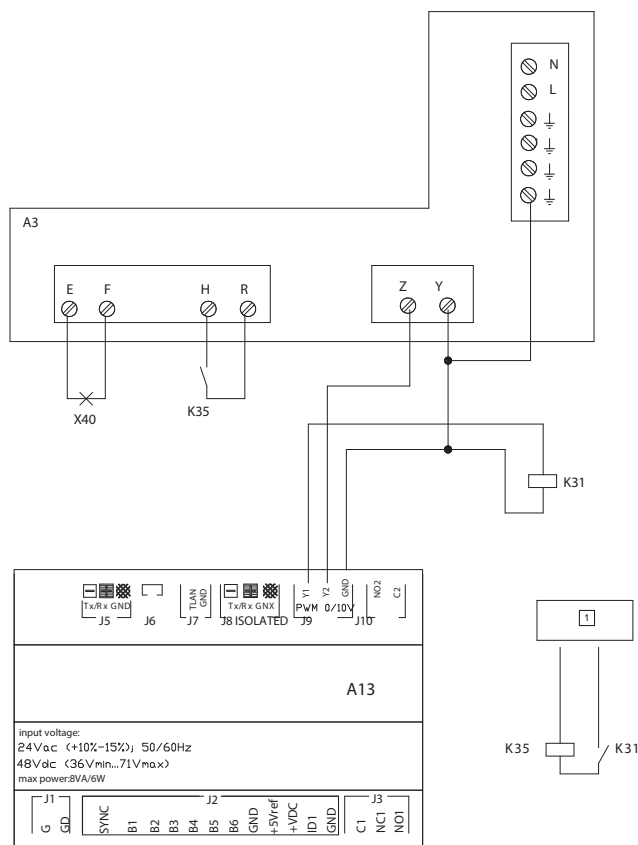 N
L
A3
E F H R
Z Y
X40
K35
K31
Y1 Y2 GND
NO2 C2
TLAN GND
Tx/Rx GND
Tx/Rx GNX
PWM 0/10V
J5 J6 J7 J8 ISOLATED J9 J10
1
A13
K35 K31
input voltage:
24Vac (+10%-15%); 50/60Hz
48Vdc (36Vmin...71Vmax)
max power:8VA/6W
J1 J2 J3
G GD SYNC B1 B2 B3 B4 B5 B6 GND +5Vref +VDC ID1 GND C1 NC1 NO1